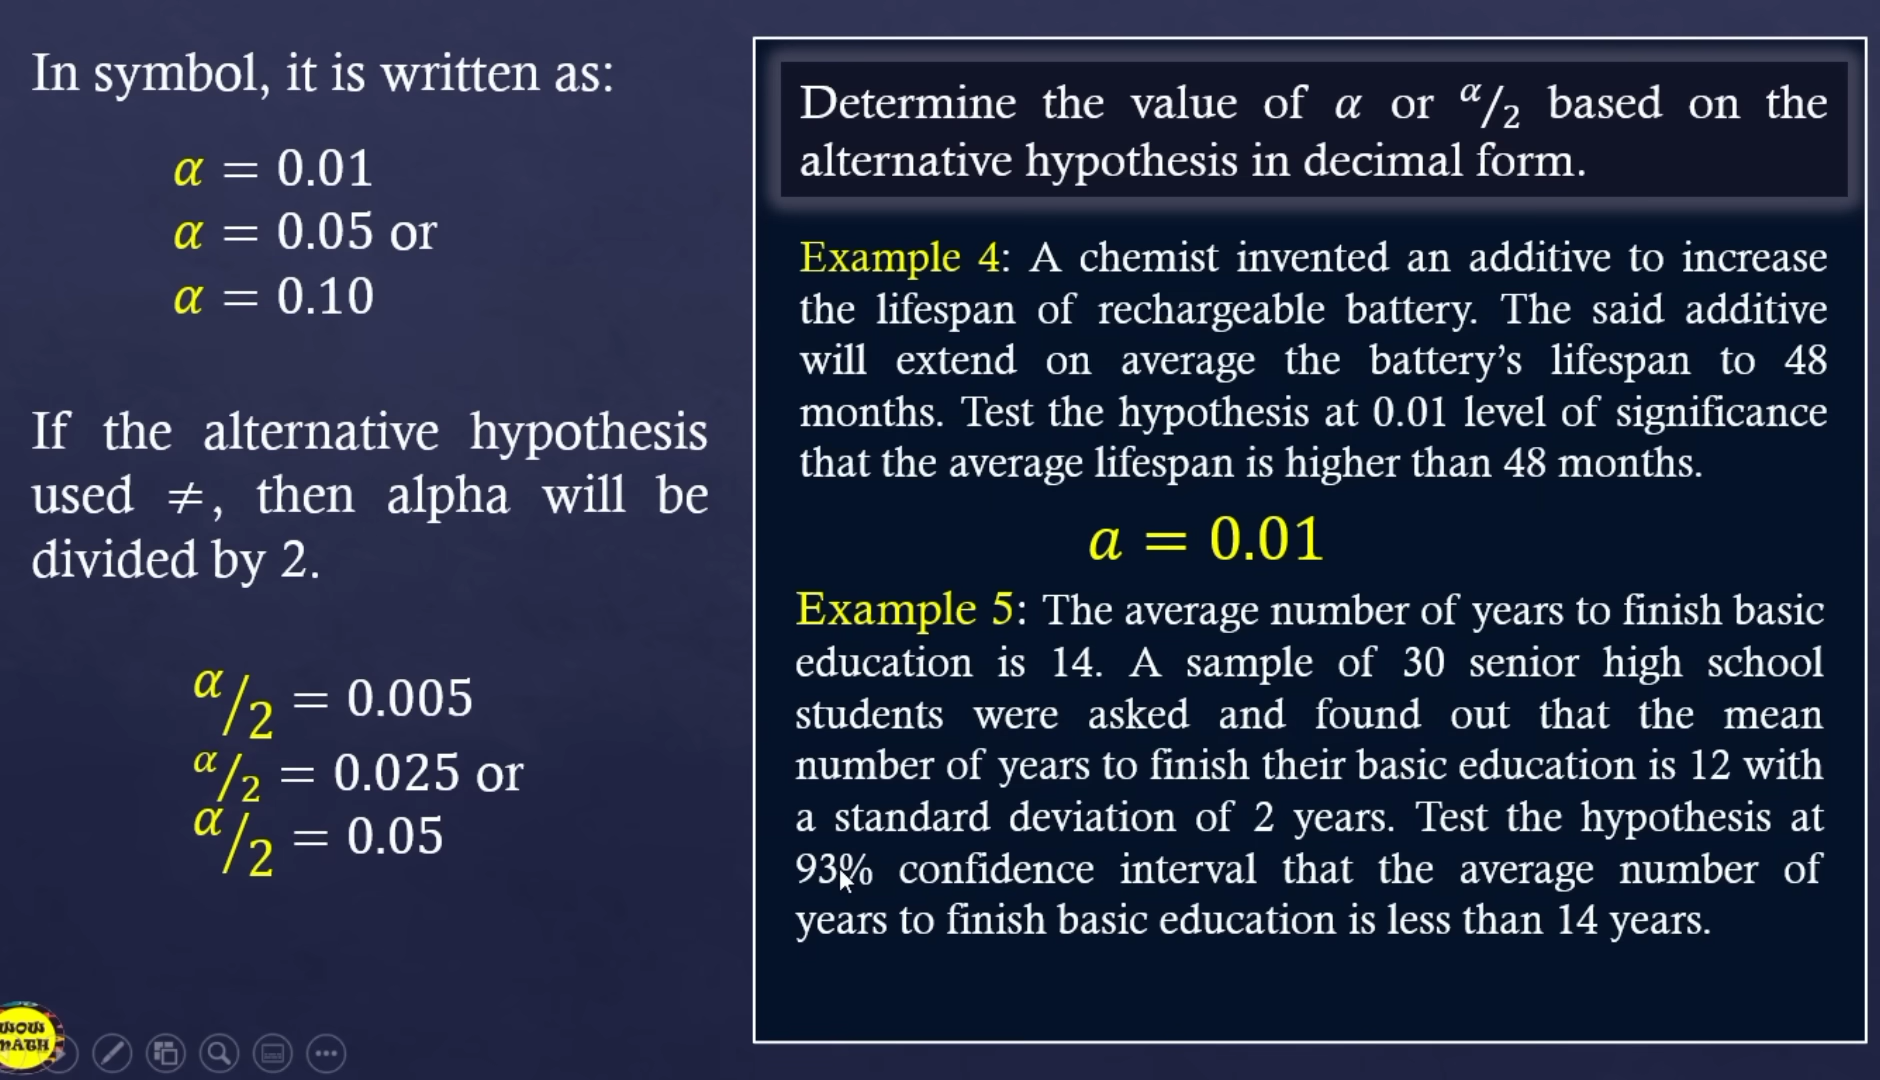 In symbol, it is written as:
α = 0.01
α = 0.05 or
α = 0.10
If the alternative hypothesis
used ≠, then alpha will be
divided by 2.
α/2 = 0.005
α/2 = 0.025 or
α/2 = 0.05
Determine the value of α or α/2 based on the
alternative hypothesis in decimal form.
Example 4: A chemist invented an additive to increase
the lifespan of rechargeable battery. The said additive
will extend on average the battery’s lifespan to 48
months. Test the hypothesis at 0.01 level of significance
that the average lifespan is higher than 48 months.
a = 0.01
Example 5: The average number of years to finish basic
education is 14. A sample of 30 senior high school
students were asked and found out that the mean
number of years to finish their basic education is 12 with
a standard deviation of 2 years. Test the hypothesis at
93% confidence interval that the average number of
years to finish basic education is less than 14 years.
WOW
MATH